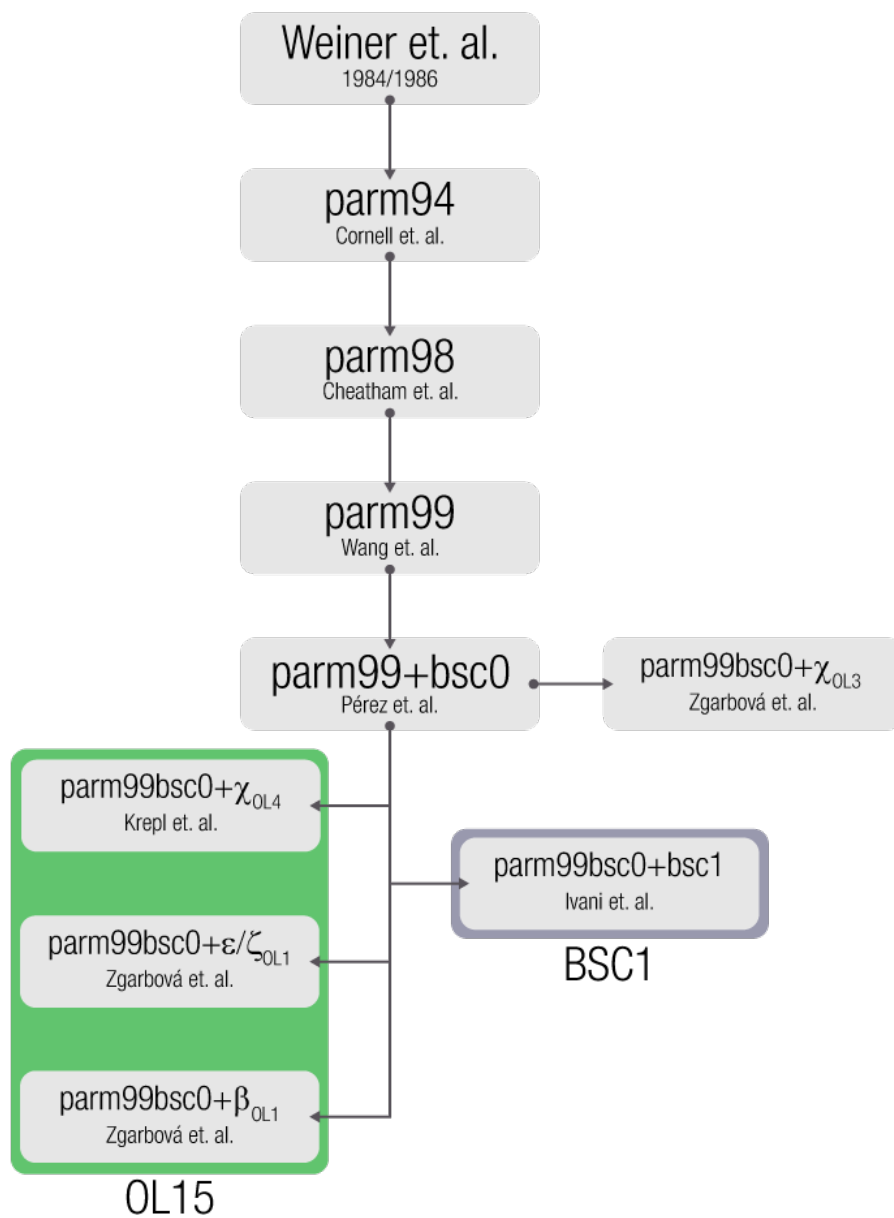 Weiner et. al.
1984/1986
parm94
Cornell et. al.
parm98
Cheatham et. al.
parm99
Wang et. al.
parm99+bsc0
Pérez et. al.
parm99bsc0+χOL3
Zgarbová et. al.
parm99bsc0+χOL4
Krepl et. al.
parm99bsc0+bsc1
Ivani et. al.
BSC1
parm99bsc0+ε/ζOL1
Zgarbová et. al.
parm99bsc0+βOL1
Zgarbová et. al.
OL15